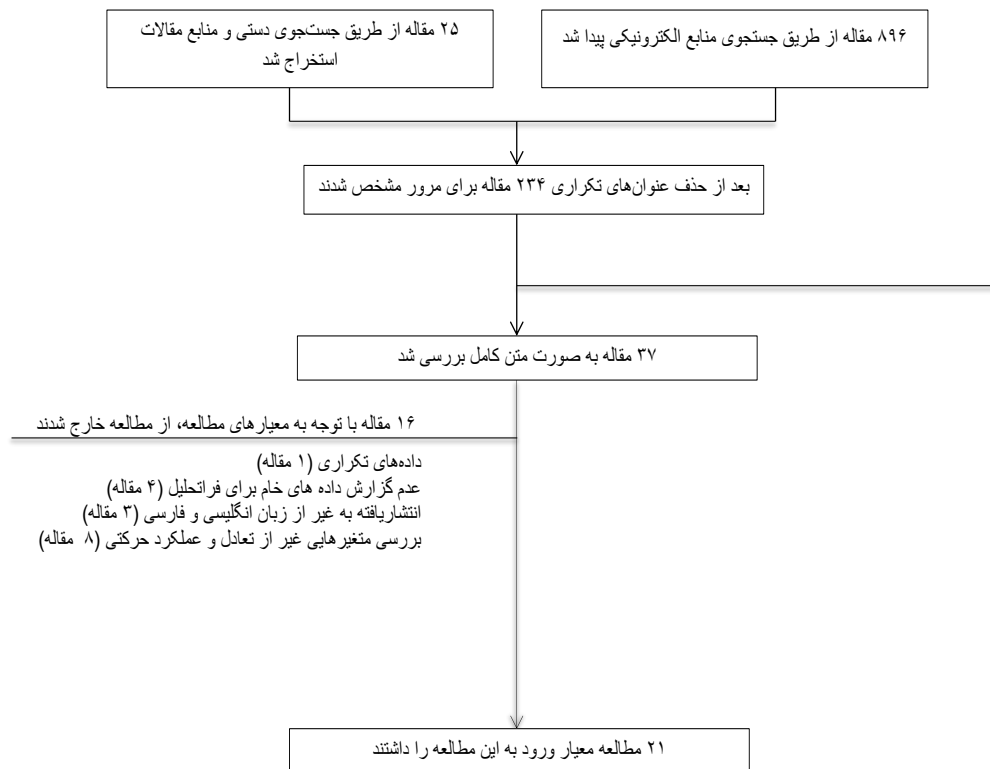 ۸۹۶ مقاله از طریق جستجوی منابع الکترونیکی پیدا شد
۲۵ مقاله از طریق جست‌جوی دستی و منابع مقالات
استخراج شد
بعد از حذف عنوان‌های تکراری ۲۳۴ مقاله برای مرور مشخص شدند
۳۷ مقاله به صورت متن کامل بررسی شد
۱۶ مقاله با توجه به معیارهای مطالعه، از مطالعه خارج شدند
داده‌های تکراری (۱ مقاله)
عدم گزارش داده های خام برای فراتحلیل (۴ مقاله)
انتشاریافته به غیر از زبان انگلیسی و فارسی (۳ مقاله)
بررسی متغیرهایی غیر از تعادل و عملکرد حرکتی (۸ مقاله)
۲۱ مطالعه معیار ورود به این مطالعه را داشتند